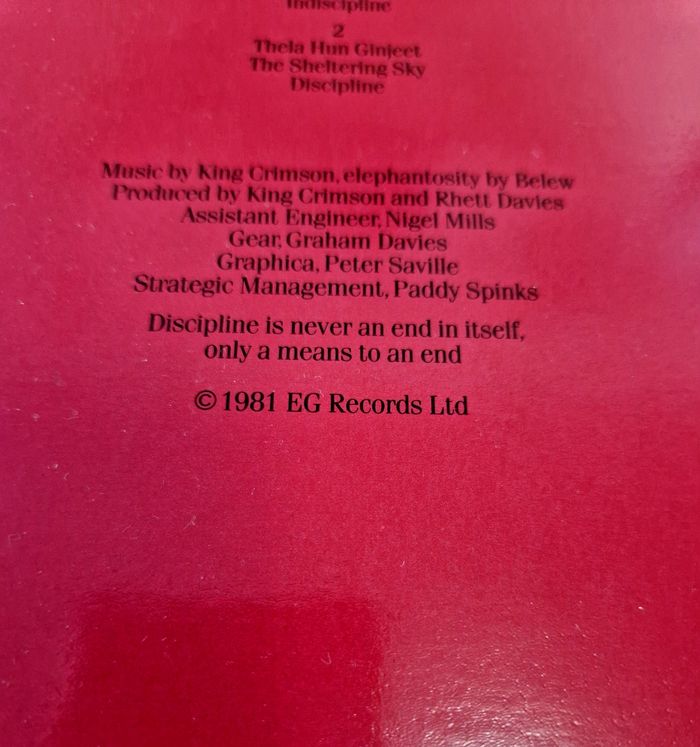 Indiscipline
2
Thela Hun Ginjeet
The Sheltering Sky
Discipline
Music by King Crimson, elephantosity by Belew
Produced by King Crimson and Rhett Davies
Assistant Engineer, Nigel Mills
Gear, Graham Davies
Graphica, Peter Saville
Strategic Management, Paddy Spinks
Discipline is never an end in itself,
only a means to an end
© 1981 EG Records Ltd